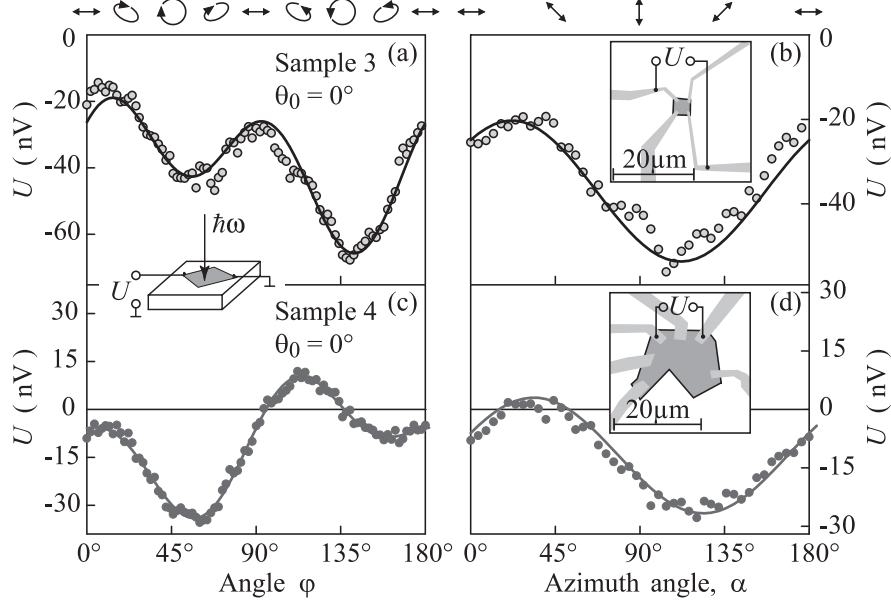 (a)
Sample 3
θ0 = 0°
0
-20
-40
-60
U ( nV)
ħω
U
(b)
U
20μm
0
-20
-40
U ( nV)
(c)
Sample 4
θ0 = 0°
30
15
0
-15
-30
U ( nV)
0° 45° 90° 135° 180°
Angle φ
(d)
U
20μm
30
15
0
-15
-30
U ( nV)
0° 45° 90° 135° 180°
Azimuth angle, α